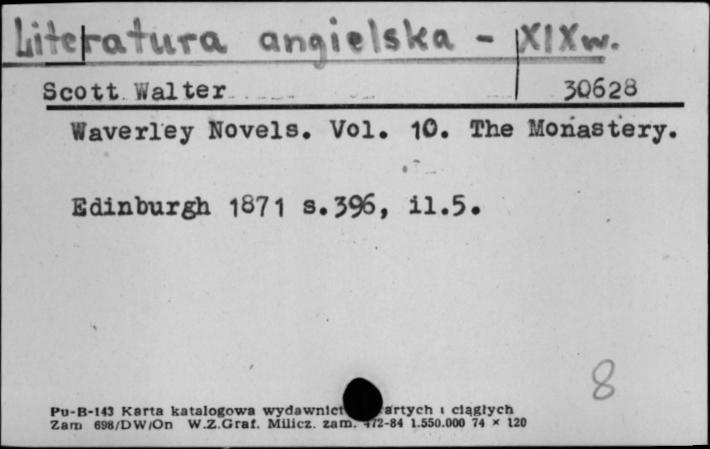 Literatura angielska - XIXw.
Scott Walter 30628
Waverley Novels. Vol. 10. The Monastery.
Edinburgh 1871 s.396, il.5.
8
Pu-B-143 Karta katalogowa wydawnict artych i ciągłych
Zam 698/DW/On W.Z.Graf. Milicz. zam. 472-84 1.550.000 74 × 120